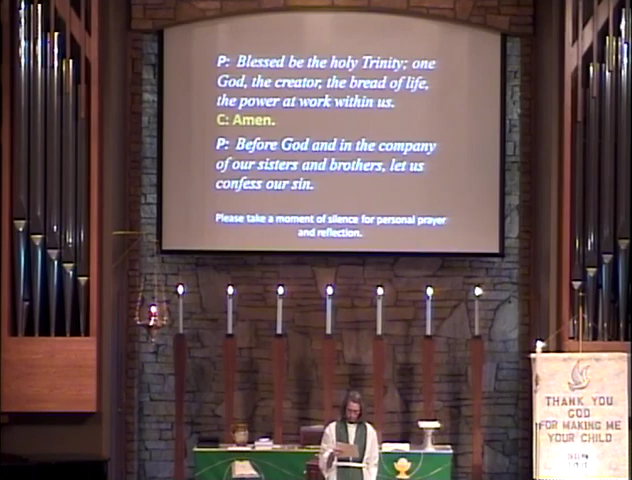 P: Blessed be the holy Trinity; one
God, the creator, the bread of life,
the power at work within us.
C: Amen.
P: Before God and in the company
of our sisters and brothers, let us
confess our sin.
Please take a moment of silence for personal prayer
and reflection.
THANK YOU
GOD
FOR MAKING ME
YOUR CHILD